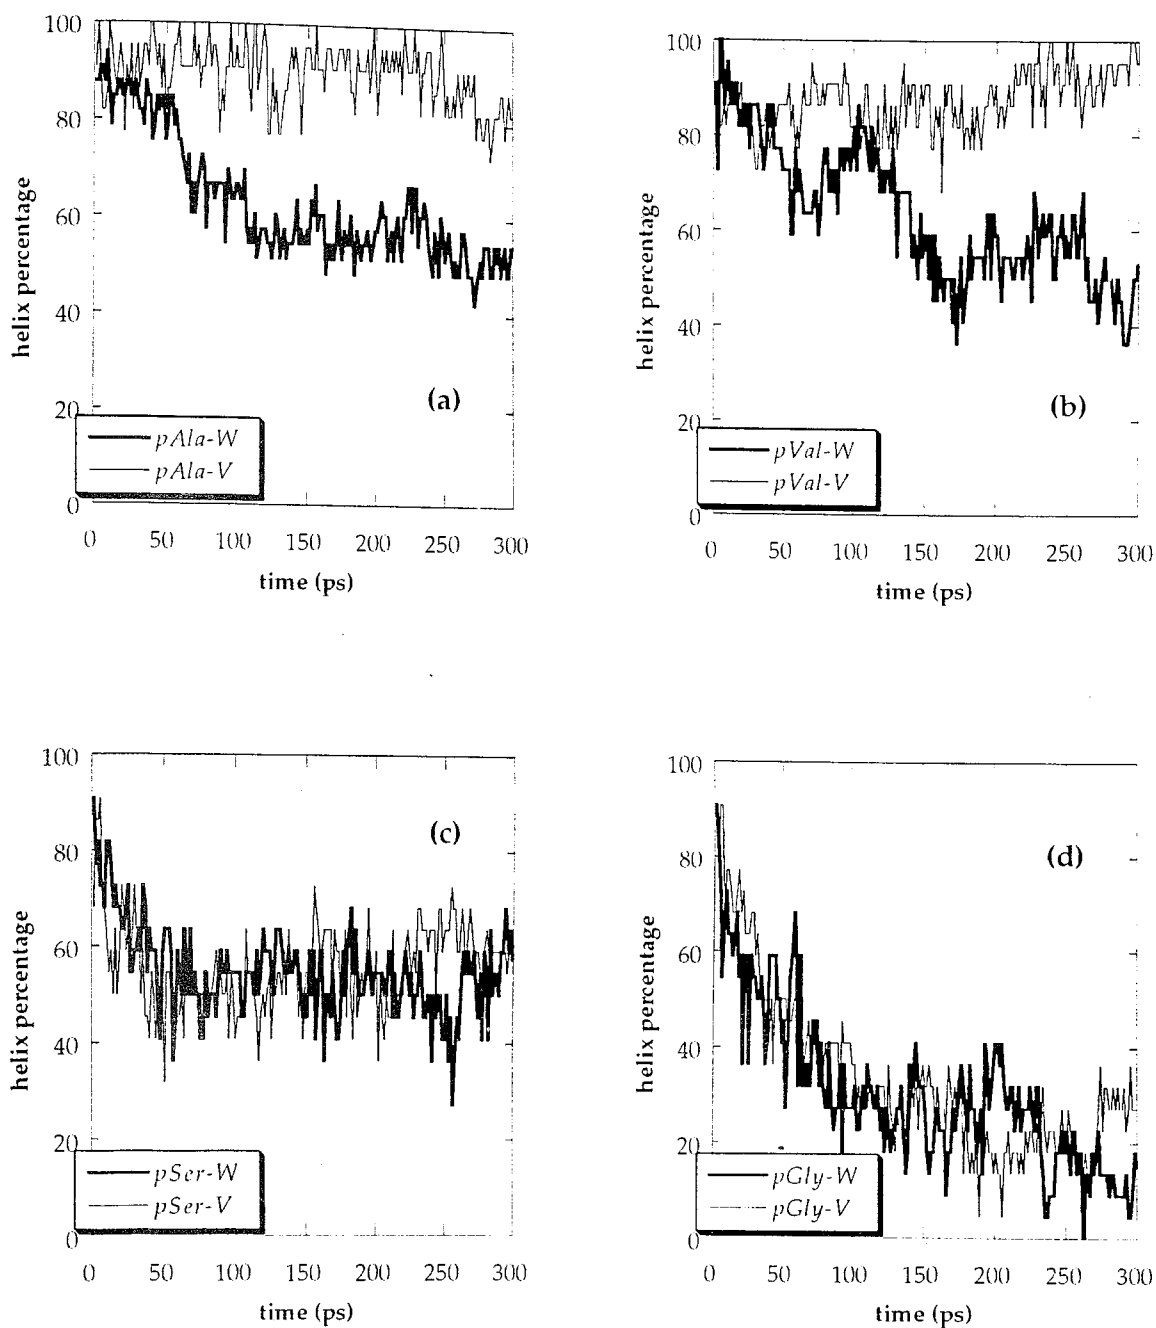 100
80
60
40
20
0
helix percentage
(a)
pAla-W
pAla-V
0 50 100 150 200 250 300
time (ps)
100
80
60
40
20
0
helix percentage
(b)
pVal-W
pVal-V
0 50 100 150 200 250 300
time (ps)
100
80
60
40
20
0
helix percentage
(c)
pSer-W
pSer-V
0 50 100 150 200 250 300
time (ps)
100
80
60
40
20
0
helix percentage
(d)
pGly-W
pGly-V
0 50 100 150 200 250 300
time (ps)